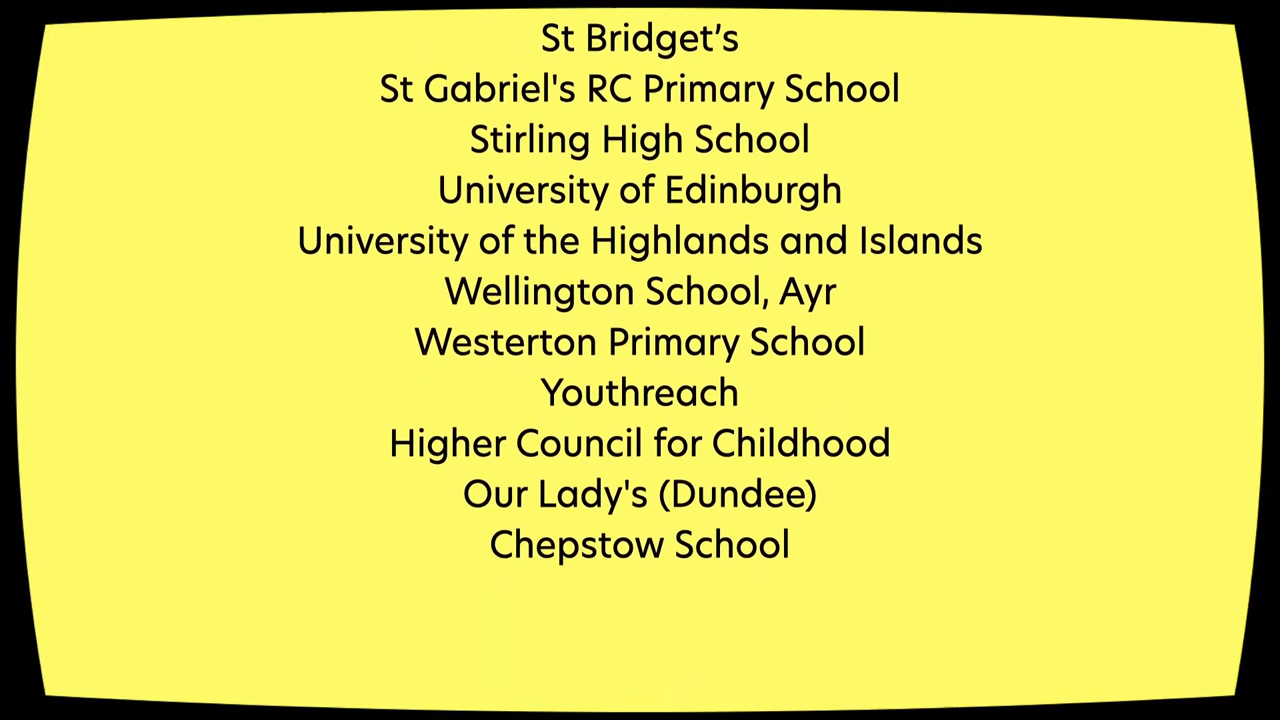 St Bridget’s
St Gabriel's RC Primary School
Stirling High School
University of Edinburgh
University of the Highlands and Islands
Wellington School, Ayr
Westerton Primary School
Youthreach
Higher Council for Childhood
Our Lady's (Dundee)
Chepstow School